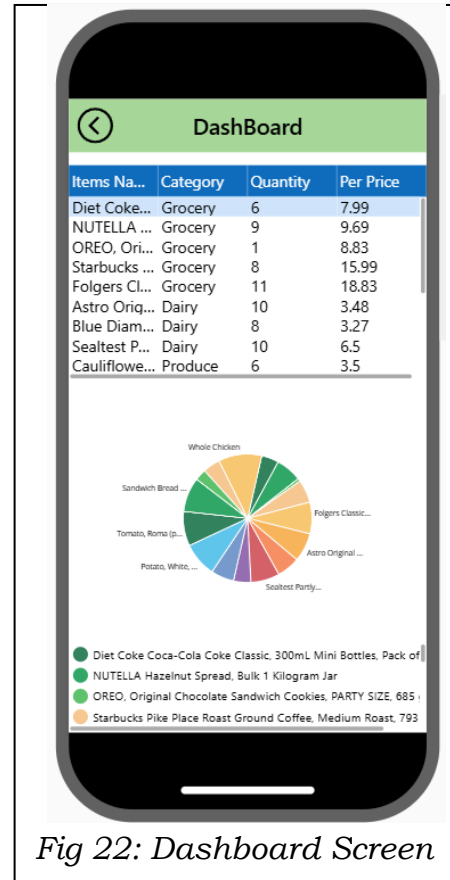 DashBoard
Items Na... Category Quantity Per Price
Diet Coke... Grocery 6 7.99
NUTELLA ... Grocery 9 9.69
OREO, Ori... Grocery 1 8.83
Starbucks ... Grocery 8 15.99
Folgers Cl... Grocery 11 18.83
Astro Orig... Dairy 10 3.48
Blue Diam... Dairy 8 3.27
Sealtest P... Dairy 10 6.5
Cauliflowe... Produce 6 3.5
Whole Chicken
Sandwich Bread ...
Folgers Classic...
Tomato, Roma (p...
Astro Original ...
Potato, White, ...
Sealtest Partly...
Diet Coke Coca-Cola Coke Classic, 300mL Mini Bottles, Pack of
NUTELLA Hazelnut Spread, Bulk 1 Kilogram Jar
OREO, Original Chocolate Sandwich Cookies, PARTY SIZE, 685
Starbucks Pike Place Roast Ground Coffee, Medium Roast, 793
Fig 22: Dashboard Screen